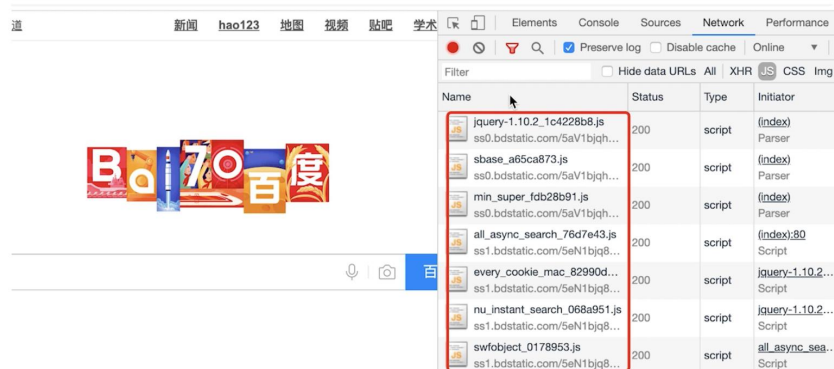 道 新闻 hao123 地图 视频 贴吧 学术
Bai 70 百度
百
Elements Console Sources Network Performance
Preserve log Disable cache Online ▼
Filter Hide data URLs All XHR JS CSS Img
Name Status Type Initiator
jquery-1.10.2_1c4228b8.js 200 script (index)
ss0.bdstatic.com/5aV1bjqh... Parser
sbase_a65ca873.js 200 script (index)
ss0.bdstatic.com/5aV1bjqh... Parser
min_super_fdb28b91.js 200 script (index)
ss0.bdstatic.com/5aV1bjqh... Parser
all_async_search_76d7e43.js 200 script (index):80
ss1.bdstatic.com/5eN1bjq8... Script
every_cookie_mac_82990d... 200 script jquery-1.10.2...
ss1.bdstatic.com/5eN1bjq8... Script
nu_instant_search_068a951.js 200 script jquery-1.10.2...
ss1.bdstatic.com/5eN1bjq8... Script
swfobject_0178953.js 200 script all_async_sea...
ss1.bdstatic.com/5eN1bjq8... Script